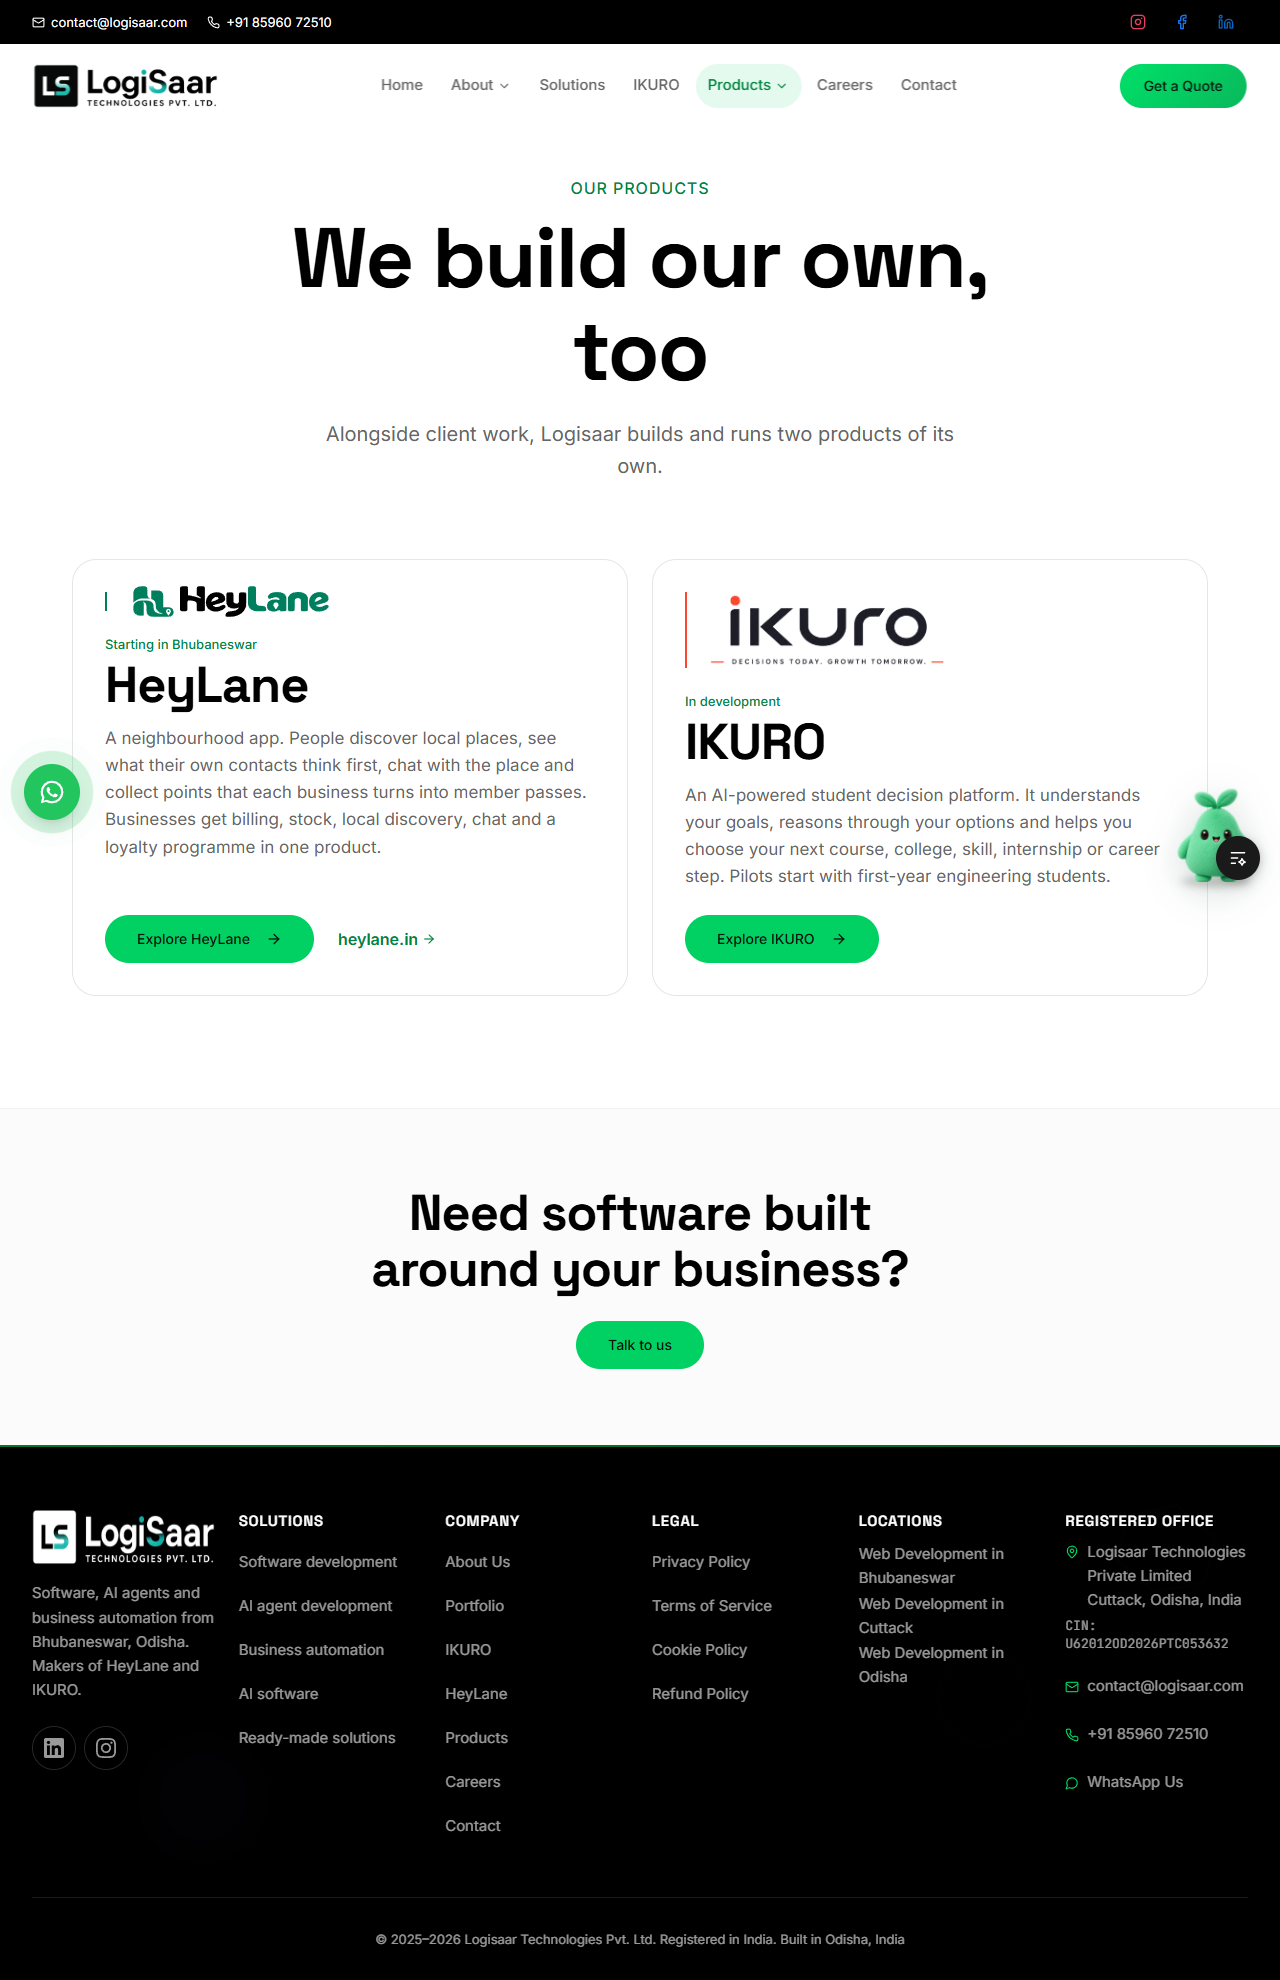 contact@logisaar.com
+91 85960 72510
LS LogiSaar
TECHNOLOGIES PVT. LTD.
Home
About
Solutions
IKURO
Products
Careers
Contact
Get a Quote
OUR PRODUCTS
We build our own,
too
Alongside client work, Logisaar builds and runs two products of its
own.
HeyLane
Starting in Bhubaneswar
HeyLane
A neighbourhood app. People discover local places, see
what their own contacts think first, chat with the place and
collect points that each business turns into member passes.
Businesses get billing, stock, local discovery, chat and a
loyalty programme in one product.
Explore HeyLane
heylane.in
ikuro
DECISIONS TODAY. GROWTH TOMORROW.
In development
IKURO
An AI-powered student decision platform. It understands
your goals, reasons through your options and helps you
choose your next course, college, skill, internship or career
step. Pilots start with first-year engineering students.
Explore IKURO
Need software built
around your business?
Talk to us
LS LogiSaar
TECHNOLOGIES PVT. LTD.
Software, AI agents and
business automation from
Bhubaneswar, Odisha.
Makers of HeyLane and
IKURO.
SOLUTIONS
Software development
AI agent development
Business automation
AI software
Ready-made solutions
COMPANY
About Us
Portfolio
IKURO
HeyLane
Products
Careers
Contact
LEGAL
Privacy Policy
Terms of Service
Cookie Policy
Refund Policy
LOCATIONS
Web Development in
Bhubaneswar
Web Development in
Cuttack
Web Development in
Odisha
REGISTERED OFFICE
Logisaar Technologies
Private Limited
Cuttack, Odisha, India
CIN:
U62012OD2026PTC053632
contact@logisaar.com
+91 85960 72510
WhatsApp Us
© 2025–2026 Logisaar Technologies Pvt. Ltd. Registered in India. Built in Odisha, India